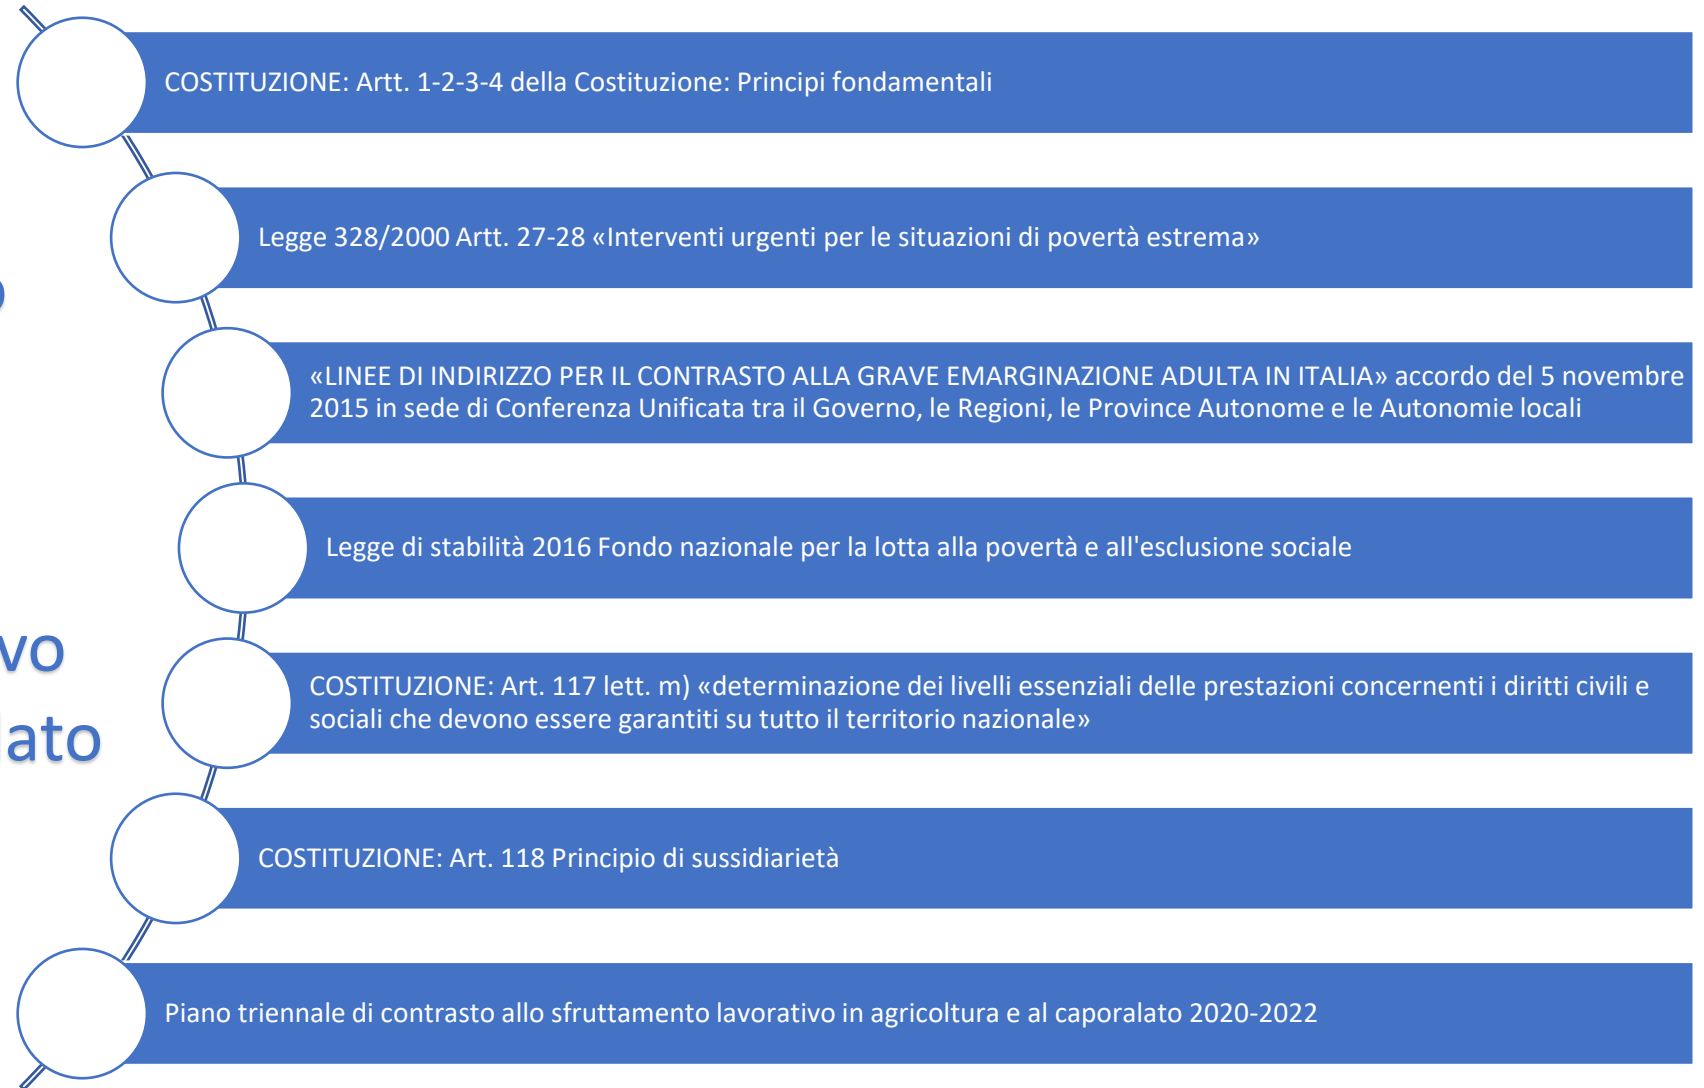 COSTITUZIONE: Artt. 1-2-3-4 della Costituzione: Principi fondamentali
Legge 328/2000 Artt. 27-28 «Interventi urgenti per le situazioni di povertà estrema»
«LINEE DI INDIRIZZO PER IL CONTRASTO ALLA GRAVE EMARGINAZIONE ADULTA IN ITALIA» accordo del 5 novembre
2015 in sede di Conferenza Unificata tra il Governo, le Regioni, le Province Autonome e le Autonomie locali
Legge di stabilità 2016 Fondo nazionale per la lotta alla povertà e all'esclusione sociale
vo
lato
COSTITUZIONE: Art. 117 lett. m) «determinazione dei livelli essenziali delle prestazioni concernenti i diritti civili e
sociali che devono essere garantiti su tutto il territorio nazionale»
COSTITUZIONE: Art. 118 Principio di sussidiarietà
Piano triennale di contrasto allo sfruttamento lavorativo in agricoltura e al caporalato 2020-2022